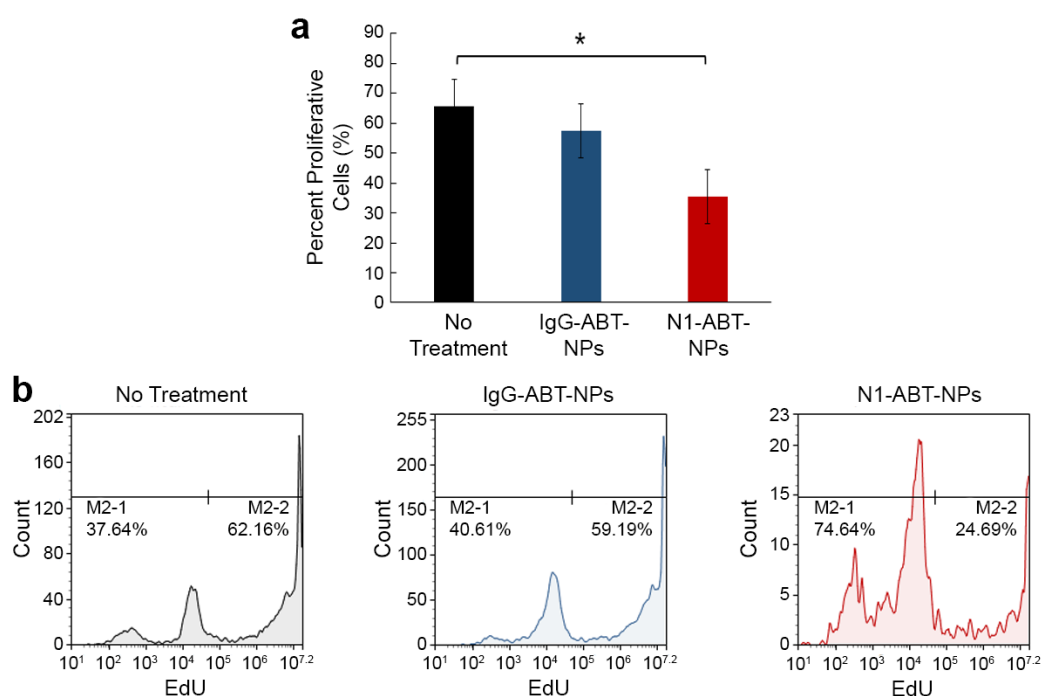 a
Percent Proliferative
Cells (%)
90
80
70
60
50
40
30
20
10
0
*
No
Treatment
IgG-ABT-
NPs
N1-ABT-
NPs
b
No Treatment
Count
202
160
120
80
40
0
M2-1
37.64%
M2-2
62.16%
10¹ 10² 10³ 10⁴ 10⁵ 10⁶ 10⁷·²
EdU
IgG-ABT-NPs
Count
255
200
150
100
50
0
M2-1
40.61%
M2-2
59.19%
10¹ 10² 10³ 10⁴ 10⁵ 10⁶ 10⁷·²
EdU
N1-ABT-NPs
Count
23
20
15
10
5
0
M2-1
74.64%
M2-2
24.69%
10¹ 10² 10³ 10⁴ 10⁵ 10⁶ 10⁷·²
EdU